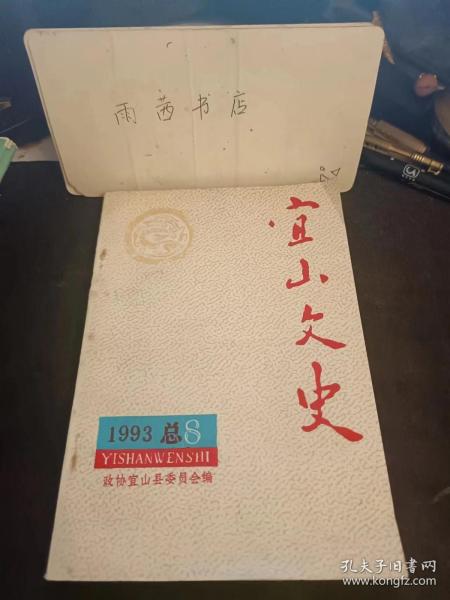 雨茜书店
宜山文史
1993 总8
YISHANWENSHI
政协宜山县委员会编
孔夫子旧书网
www.kongfz.com